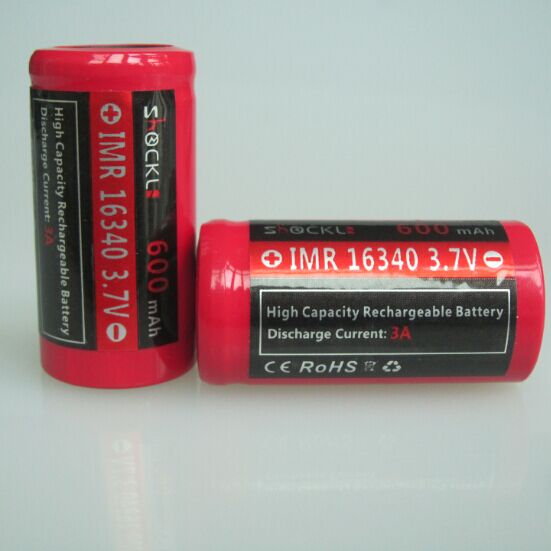 ShOCKLi
600 mAh
IMR 16340 3.7V
High Capacity Rechargeable Battery
Discharge Current: 3A
ShOCKLi
600 mAh
IMR 16340 3.7V
High Capacity Rechargeable Battery
Discharge Current: 3A
CE RoHS